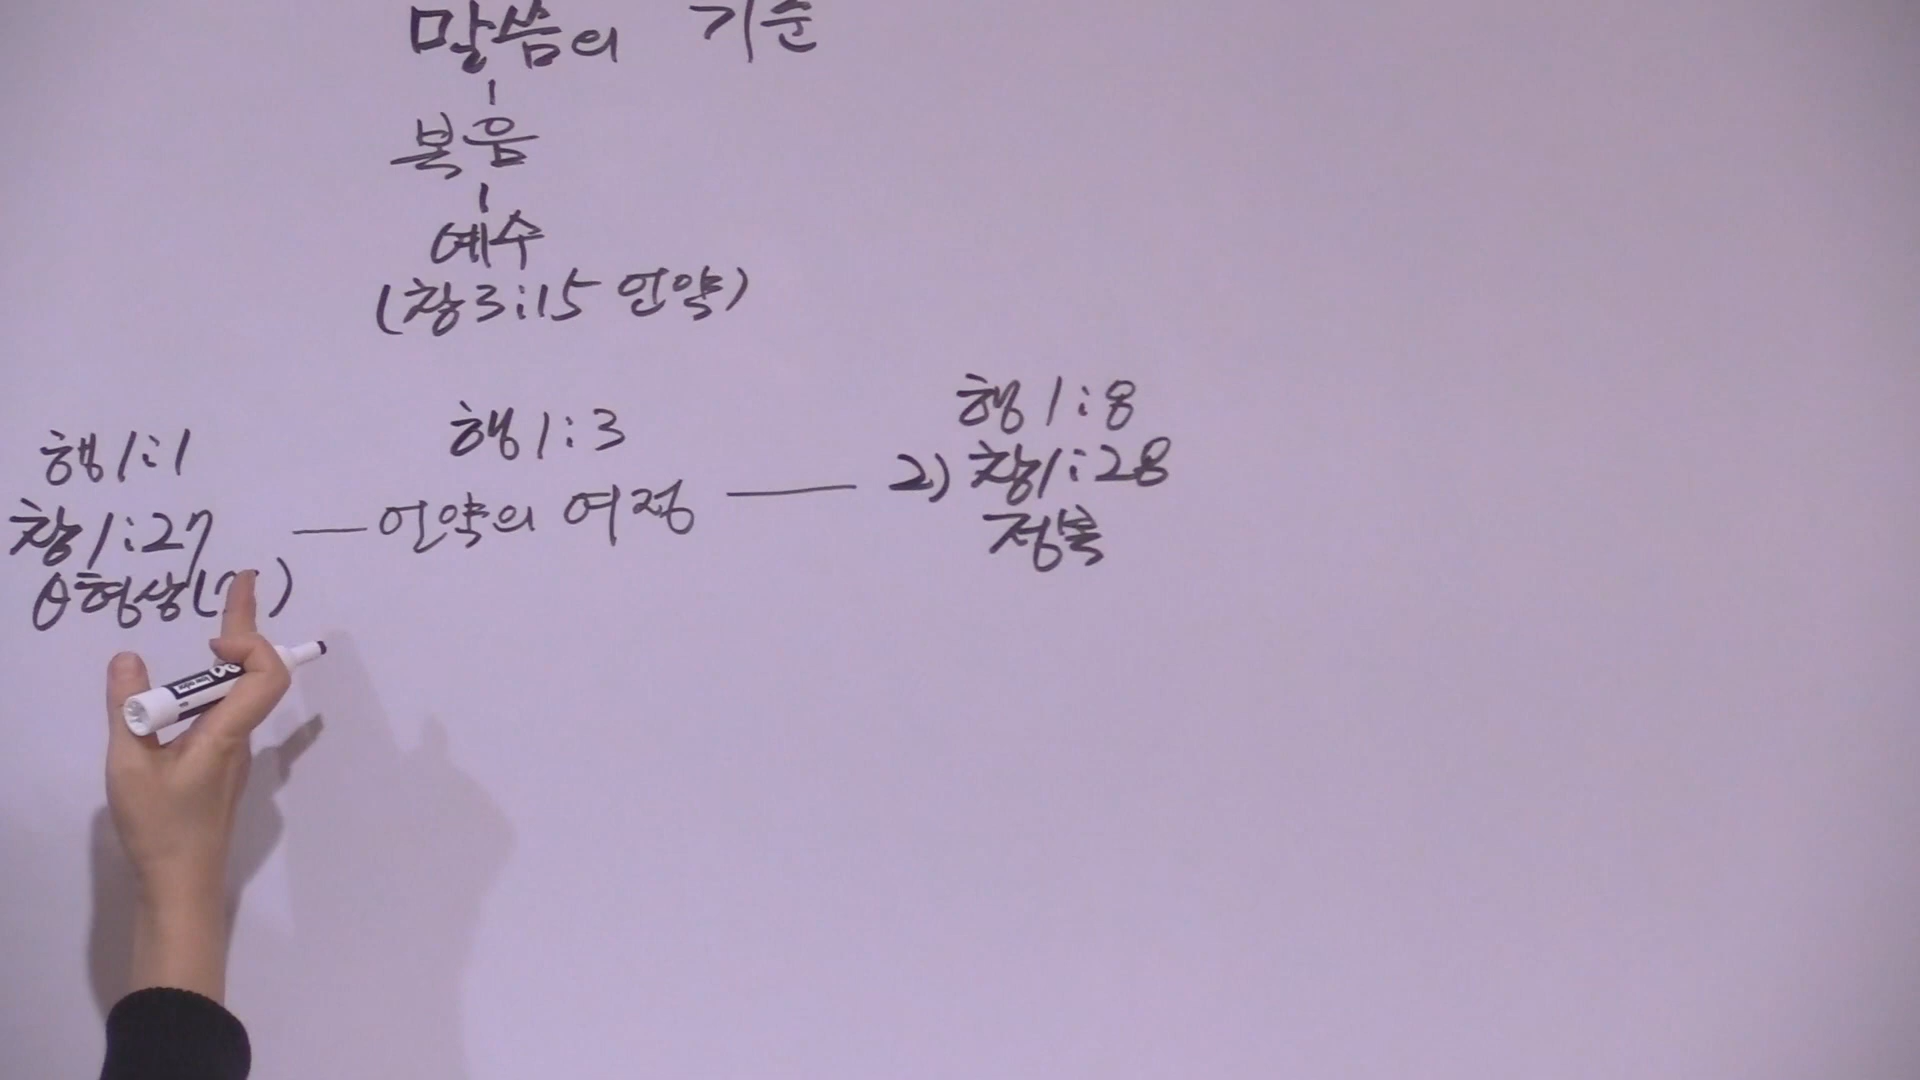 말씀의 기준
복음
예수
(창3:15 언약)
행1:1
창1:27
θ형상( )
행1:3
언약의 여정
행1:8
2) 창1:28
정복